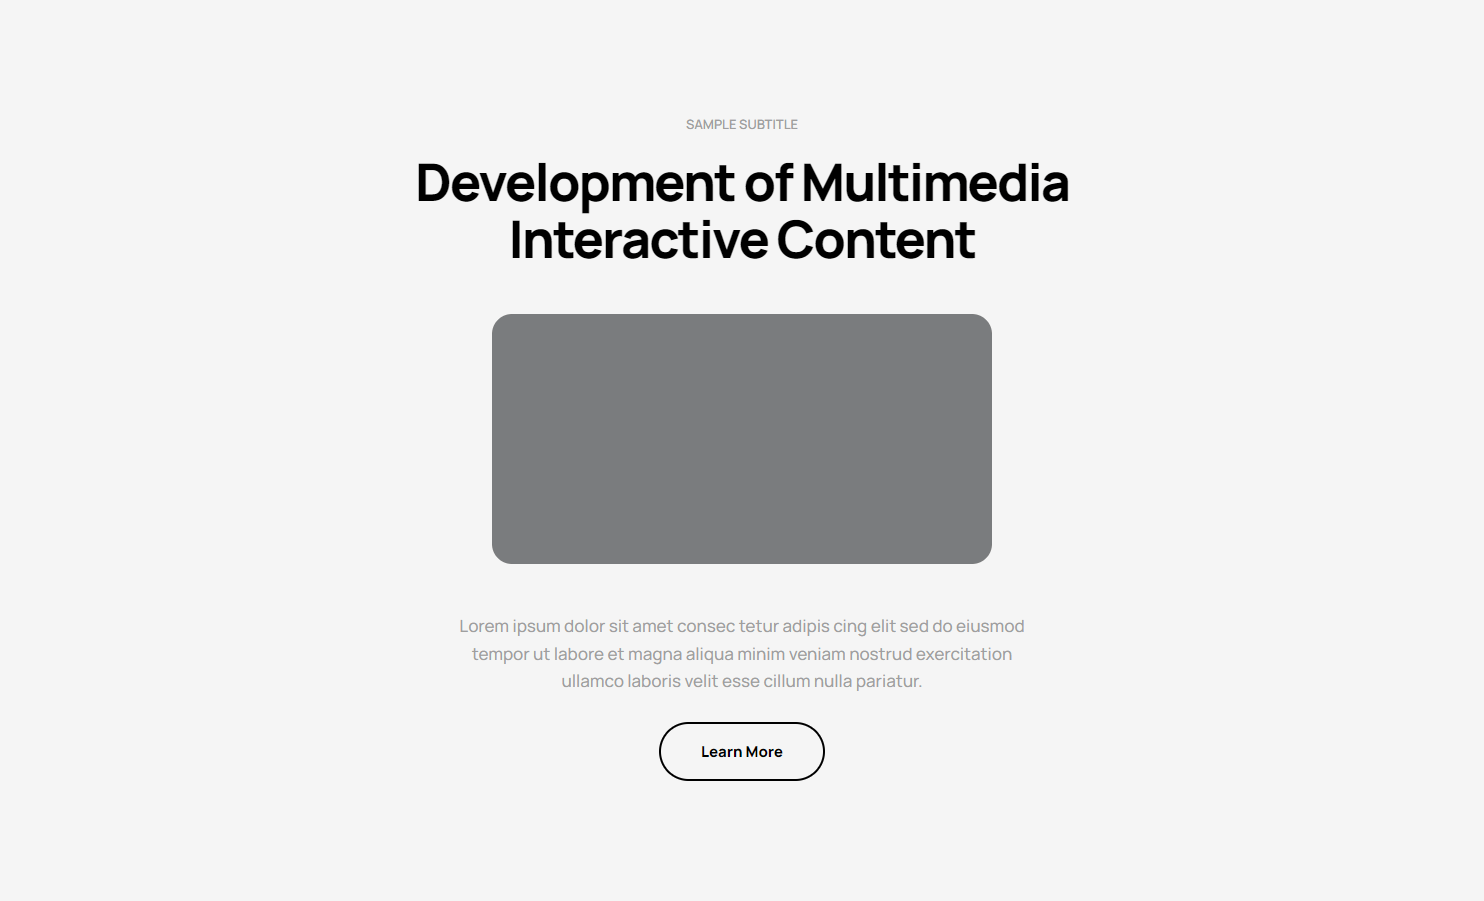 SAMPLE SUBTITLE
Development of Multimedia
Interactive Content
Lorem ipsum dolor sit amet consec tetur adipis cing elit sed do eiusmod
tempor ut labore et magna aliqua minim veniam nostrud exercitation
ullamco laboris velit esse cillum nulla pariatur.
Learn More